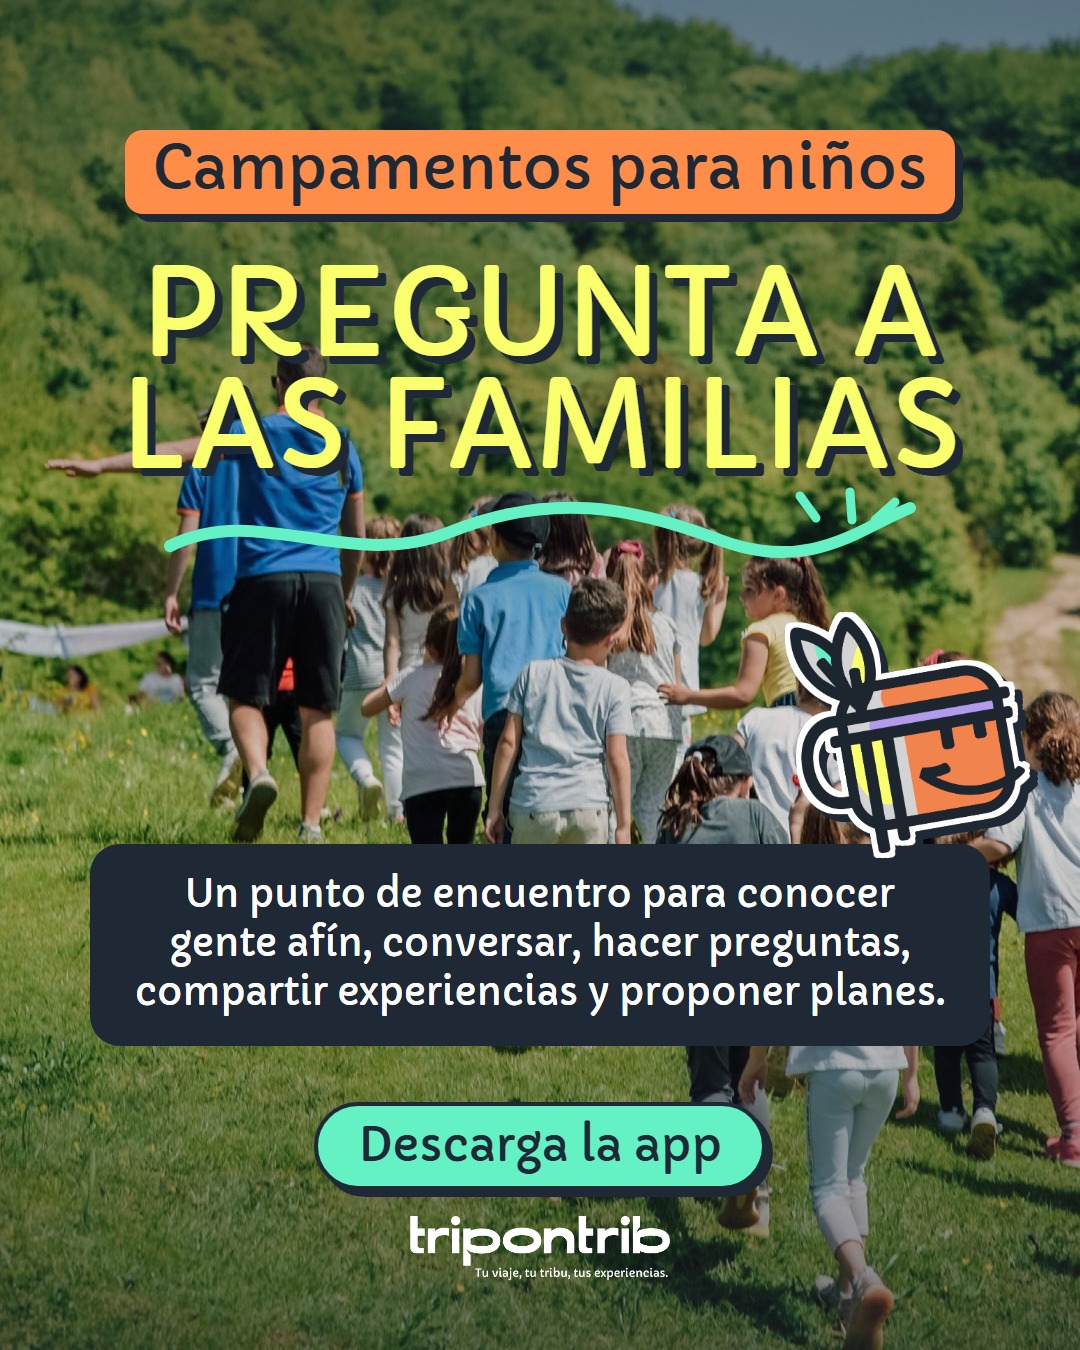 Campamentos para niños
PREGUNTA A
LAS FAMILIAS
Un punto de encuentro para conocer
gente afín, conversar, hacer preguntas,
compartir experiencias y proponer planes.
Descarga la app
tripontrib
Tu viaje, tu tribu, tus experiencias.